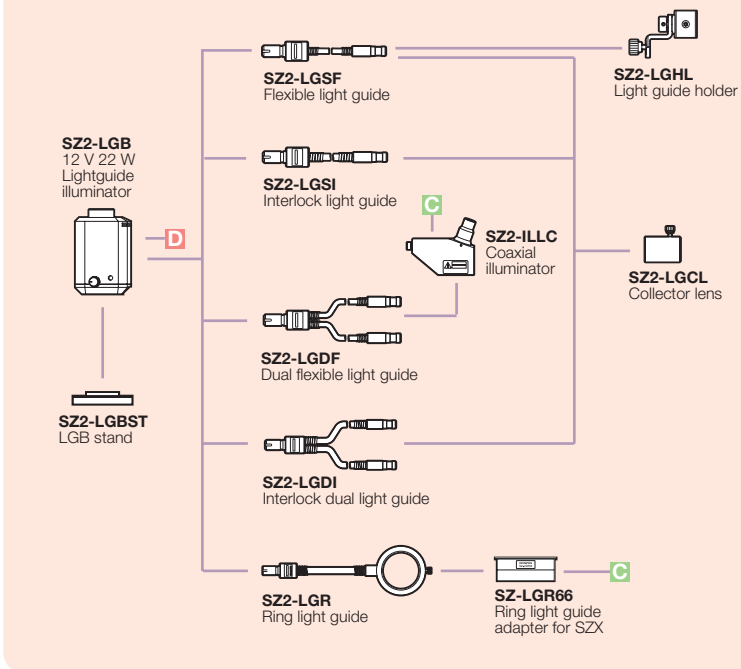 SZ2-LGSF
Flexible light guide
SZ2-LGHL
Light guide holder
SZ2-LGB
12 V 22 W
Lightguide
illuminator
D
SZ2-LGSI
Interlock light guide
C
SZ2-ILLC
Coaxial
illuminator
SZ2-LGCL
Collector lens
SZ2-LGDF
Dual flexible light guide
SZ2-LGBST
LGB stand
SZ2-LGDI
Interlock dual light guide
SZ2-LGR
Ring light guide
SZ-LGR66
Ring light guide
adapter for SZX
C